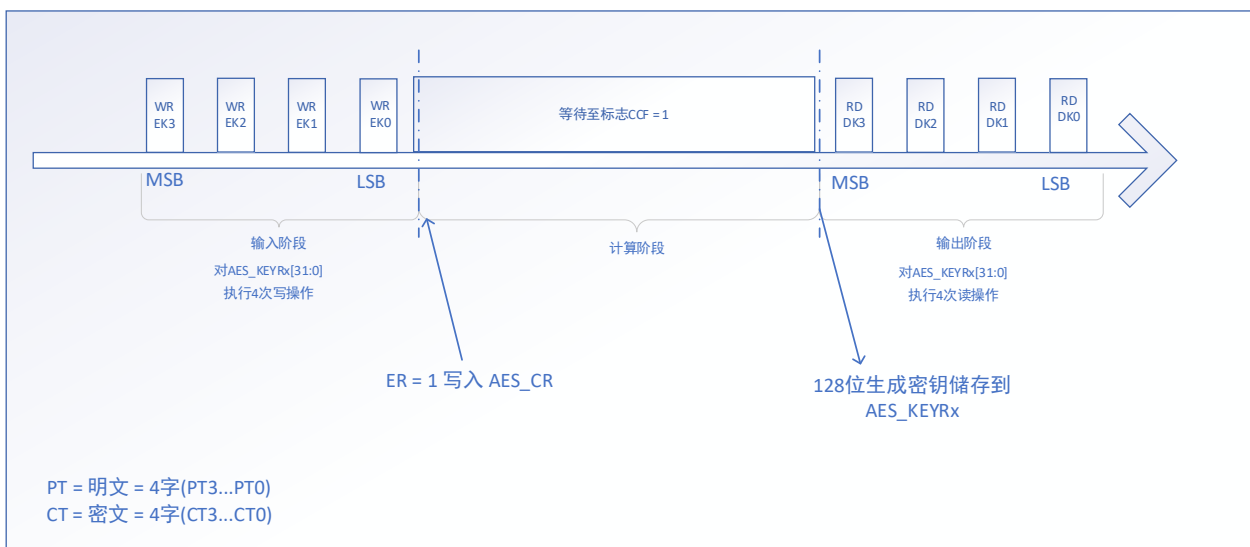 WR
EK3
WR
EK2
WR
EK1
WR
EK0
等待至标志CCF = 1
RD
DK3
RD
DK2
RD
DK1
RD
DK0
MSB
LSB
MSB
LSB
输入阶段
对AES_KEYRx[31:0]
执行4次写操作
计算阶段
输出阶段
对AES_KEYRx[31:0]
执行4次读操作
ER = 1 写入 AES_CR
128位生成密钥储存到
AES_KEYRx
PT = 明文 = 4字(PT3...PT0)
CT = 密文 = 4字(CT3...CT0)